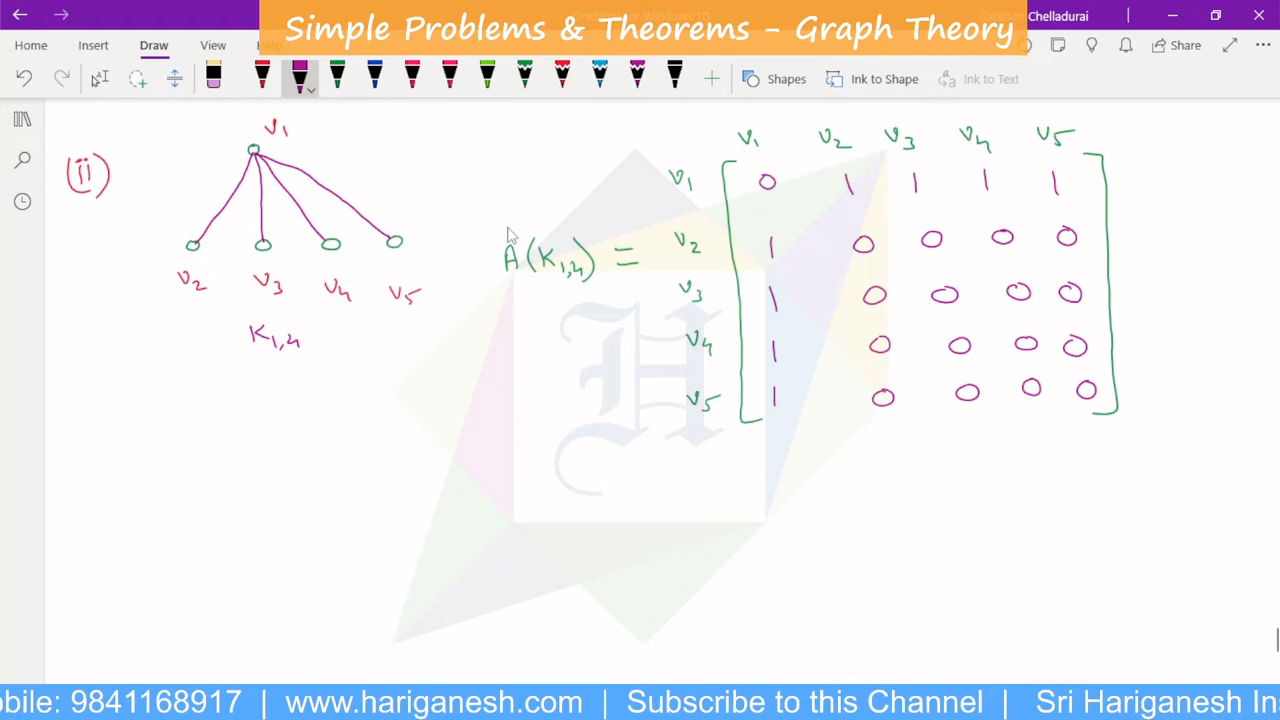 Simple Problems & Theorems - Graph Theory
Chelladurai
Home Insert Draw View Help
Share
Shapes Ink to Shape Ink to Text
(ii)
v1
v2 v3 v4 v5
K1,4
A(K1,4) =
v1 v2 v3 v4 v5
v1 0 1 1 1 1
v2 1 0 0 0 0
v3 1 0 0 0 0
v4 1 0 0 0 0
v5 1 0 0 0 0
H
obile: 9841168917 | www.hariganesh.com | Subscribe to this Channel | Sri Hariganesh Ins